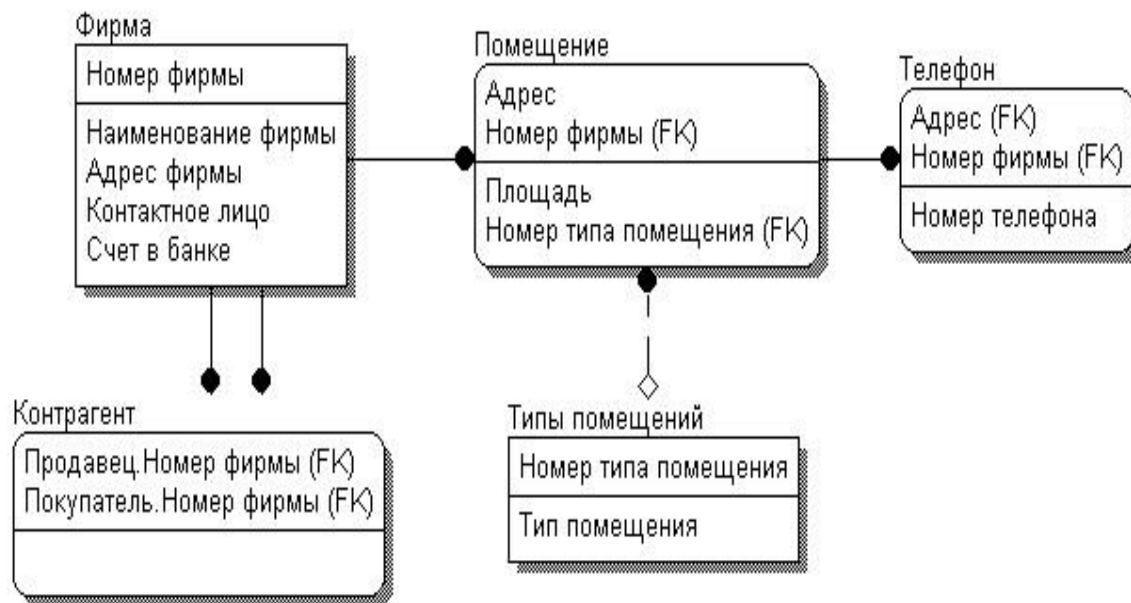 Фирма
Номер фирмы
Наименование фирмы
Адрес фирмы
Контактное лицо
Счет в банке
Помещение
Адрес
Номер фирмы (FK)
Площадь
Номер типа помещения (FK)
Телефон
Адрес (FK)
Номер фирмы (FK)
Номер телефона
Контрагент
Продавец.Номер фирмы (FK)
Покупатель.Номер фирмы (FK)
Типы помещений
Номер типа помещения
Тип помещения